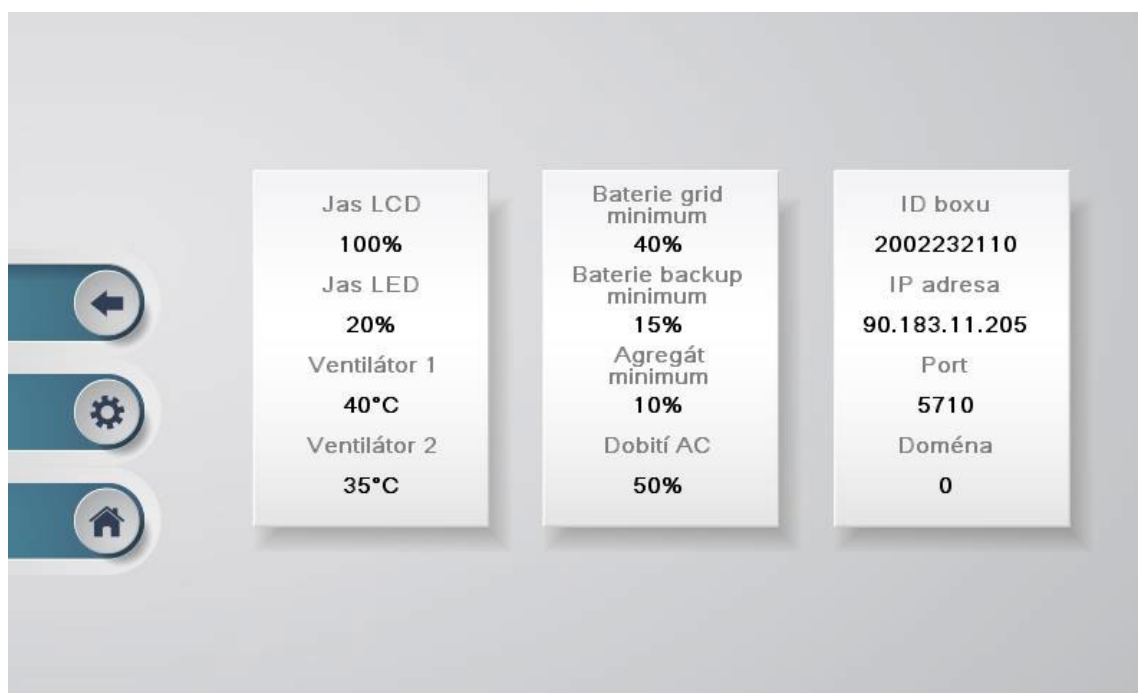 Jas LCD
100%
Jas LED
20%
Ventilátor 1
40°C
Ventilátor 2
35°C
Baterie grid
minimum
40%
Baterie backup
minimum
15%
Agregát
minimum
10%
Dobití AC
50%
ID boxu
2002232110
IP adresa
90.183.11.205
Port
5710
Doména
0